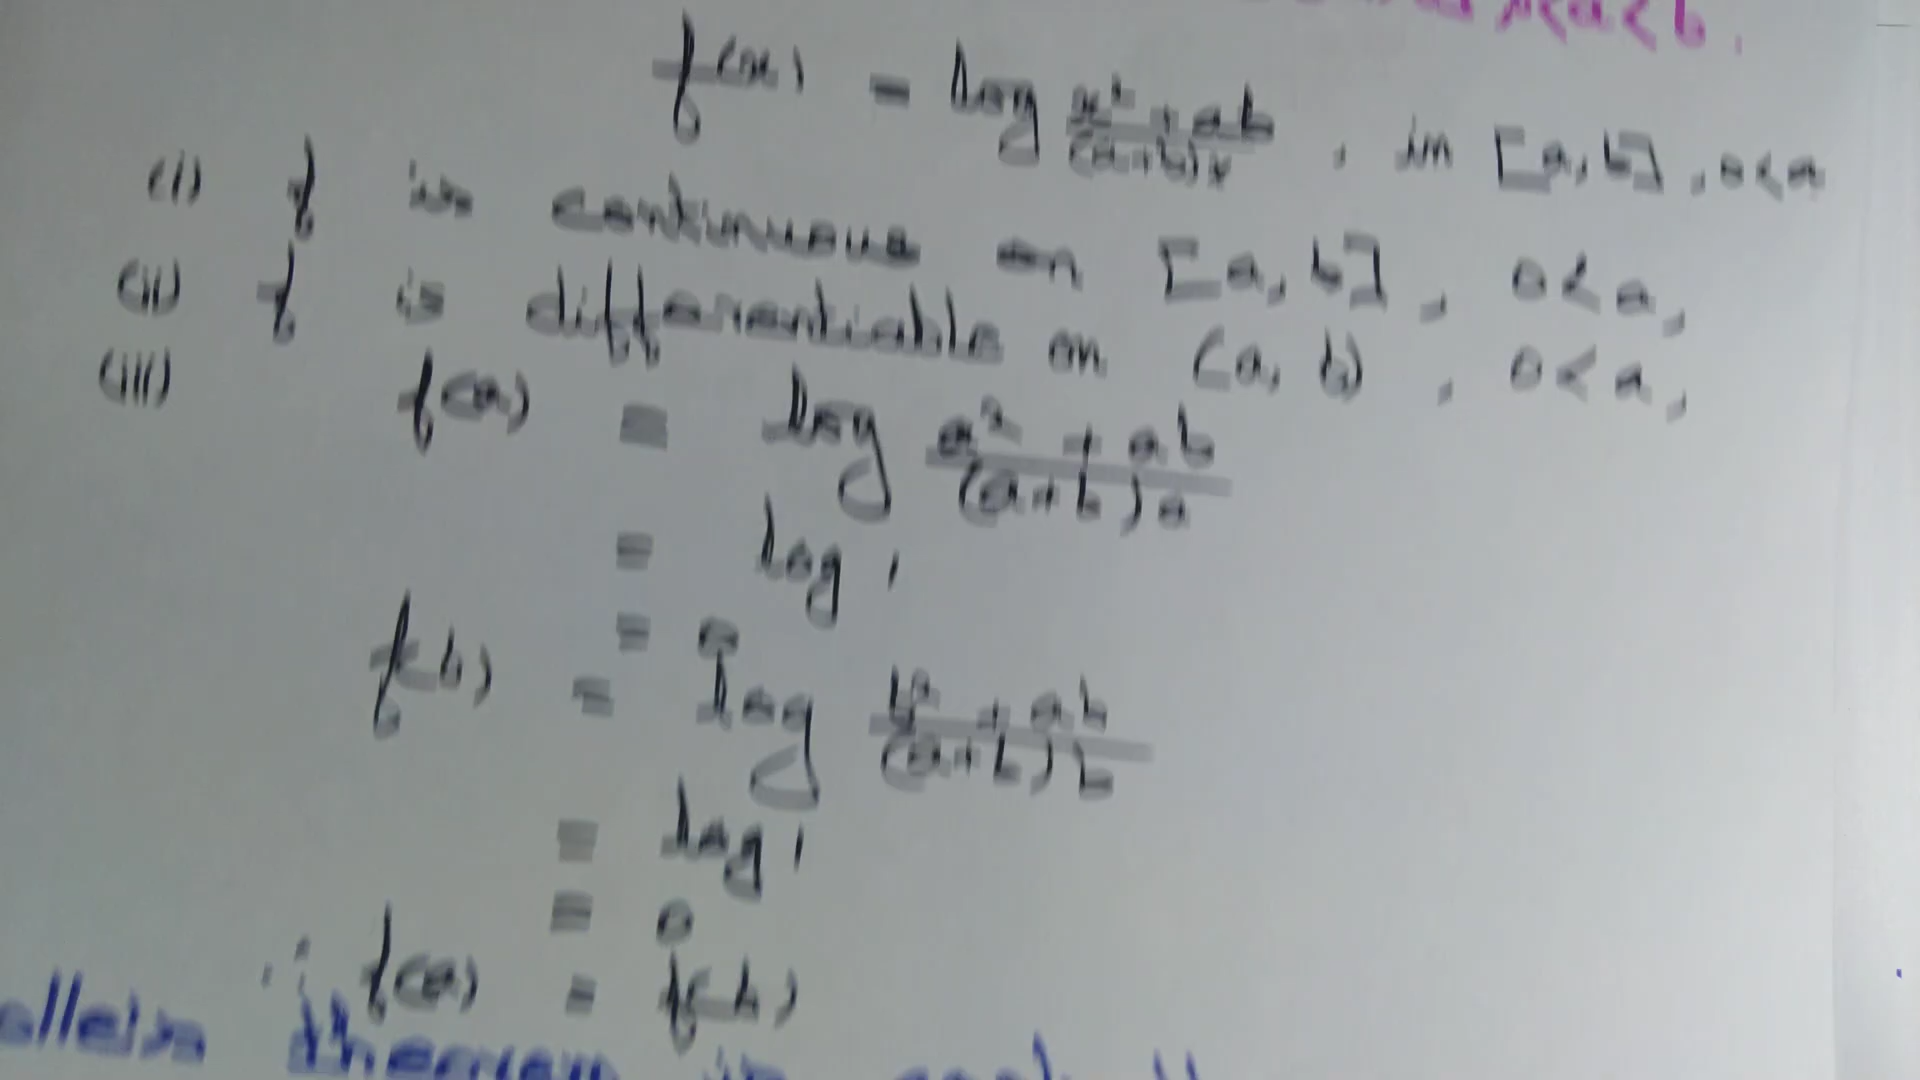 <a<b.
f(x) = log x² + ab / (a+b)x , in [a, b] , 0<a
(i) f is continuous on [a, b] , 0<a,
(ii) f is differentiable on (a, b) , 0<a,
(iii) f(a) = log a² + ab / (a+b)a
= log 1
= 0
f(b) = log b² + ab / (a+b)b
= log 1
= 0
∴ f(a) = f(b)
theorem